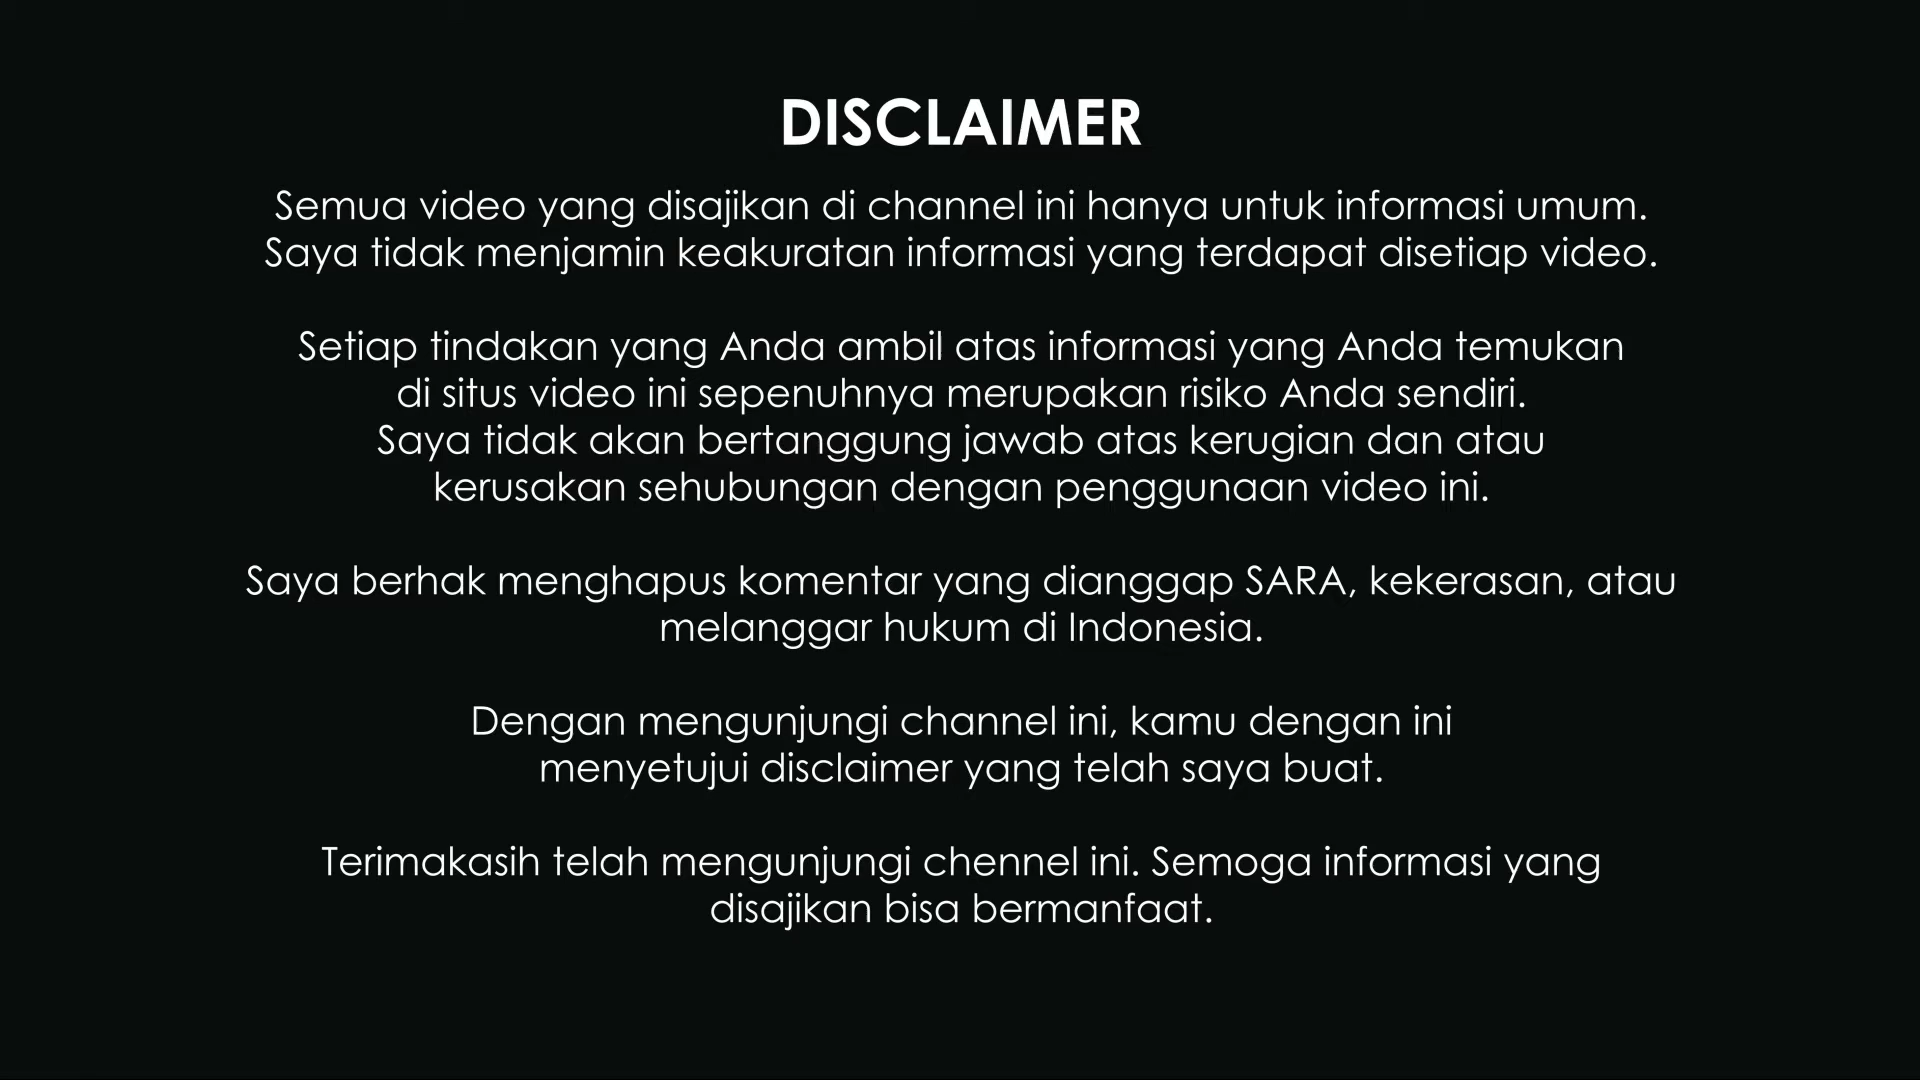 DISCLAIMER
Semua video yang disajikan di channel ini hanya untuk informasi umum.
Saya tidak menjamin keakuratan informasi yang terdapat disetiap video.
Setiap tindakan yang Anda ambil atas informasi yang Anda temukan
di situs video ini sepenuhnya merupakan risiko Anda sendiri.
Saya tidak akan bertanggung jawab atas kerugian dan atau
kerusakan sehubungan dengan penggunaan video ini.
Saya berhak menghapus komentar yang dianggap SARA, kekerasan, atau
melanggar hukum di Indonesia.
Dengan mengunjungi channel ini, kamu dengan ini
menyetujui disclaimer yang telah saya buat.
Terimakasih telah mengunjungi chennel ini. Semoga informasi yang
disajikan bisa bermanfaat.